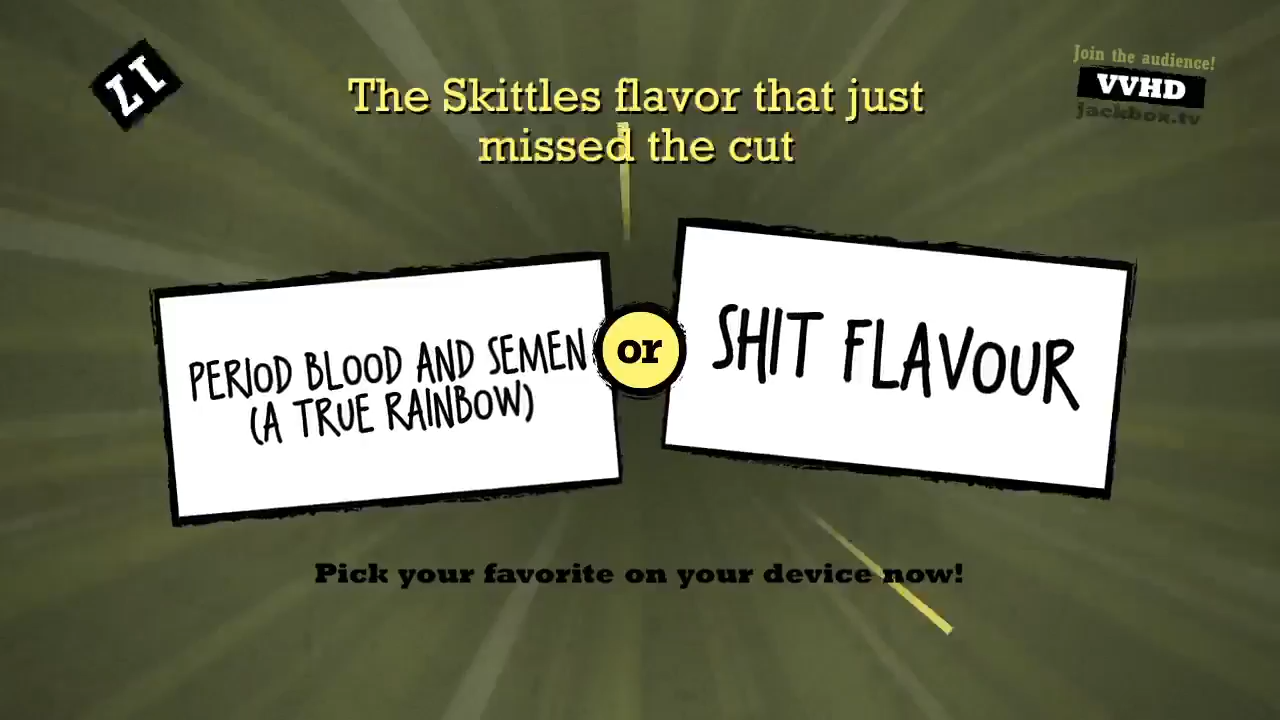 The Skittles flavor that just
missed the cut
Join the audience!
VVHD
jackbox.tv
PERIOD BLOOD AND SEMEN
(A TRUE RAINBOW)
or
SHIT FLAVOUR
Pick your favorite on your device now!